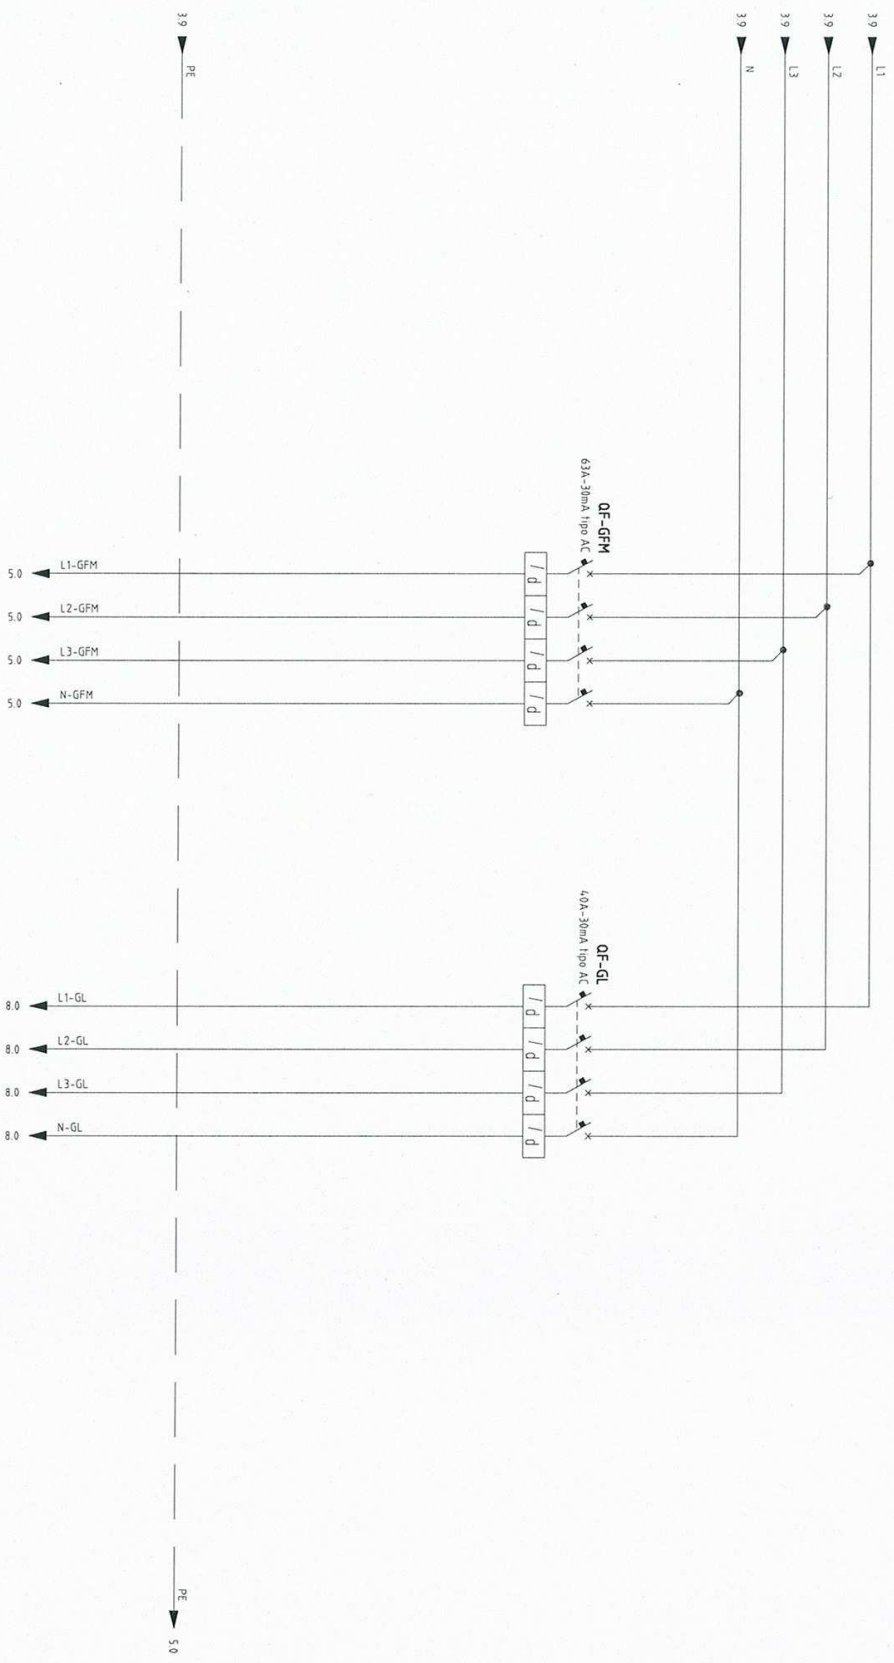 3.9 L1
3.9 L2
3.9 L3
3.9 N
QF-GFM
63A-30mA tipo AC
I d
I d
I d
I d
QF-GL
40A-30mA tipo AC
I d
I d
I d
I d
3.9 PE
PE 5.0
L1-GFM
5.0
L2-GFM
5.0
L3-GFM
5.0
N-GFM
5.0
L1-GL
8.0
L2-GL
8.0
L3-GL
8.0
N-GL
8.0